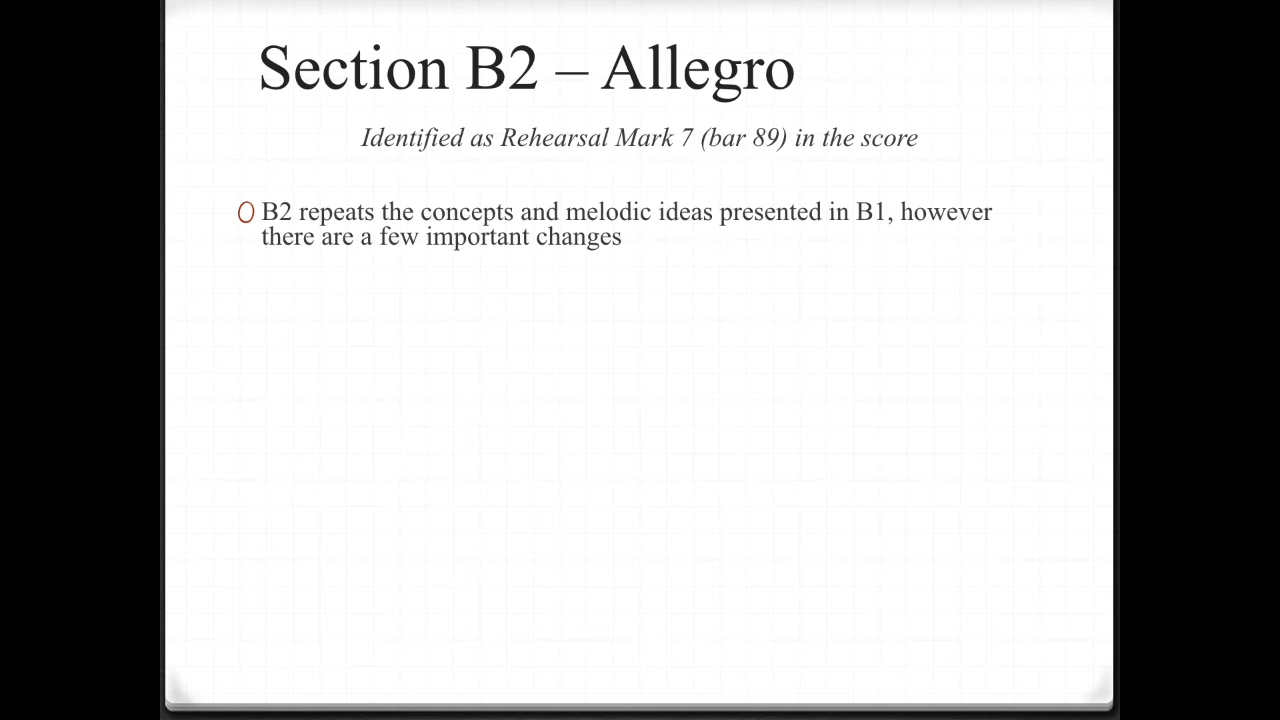 Section B2 – Allegro
Identified as Rehearsal Mark 7 (bar 89) in the score
B2 repeats the concepts and melodic ideas presented in B1, however
there are a few important changes